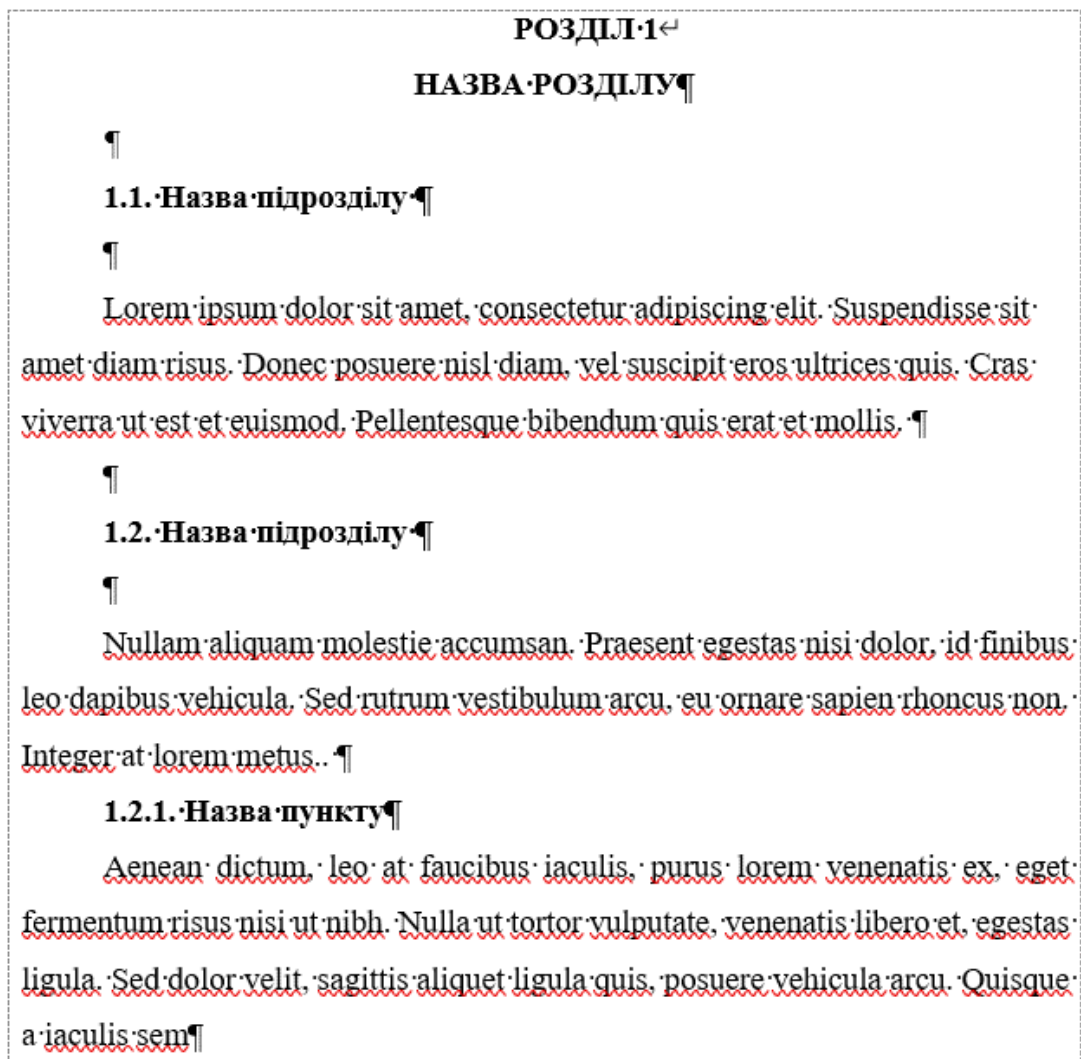 РОЗДІЛ 1
НАЗВА РОЗДІЛУ
1.1. Назва підрозділу
Lorem ipsum dolor sit amet, consectetur adipiscing elit. Suspendisse sit
amet diam risus. Donec posuere nisl diam, vel suscipit eros ultrices quis. Cras
viverra ut est et euismod. Pellentesque bibendum quis erat et mollis.
1.2. Назва підрозділу
Nullam aliquam molestie accumsan. Praesent egestas nisi dolor, id finibus
leo dapibus vehicula. Sed rutrum vestibulum arcu, eu ornare sapien rhoncus non.
Integer at lorem metus..
1.2.1. Назва пункту
Aenean dictum, leo at faucibus iaculis, purus lorem venenatis ex, eget
fermentum risus nisi ut nibh. Nulla ut tortor vulputate, venenatis libero et, egestas
ligula. Sed dolor velit, sagittis aliquet ligula quis, posuere vehicula arcu. Quisque
a iaculis sem